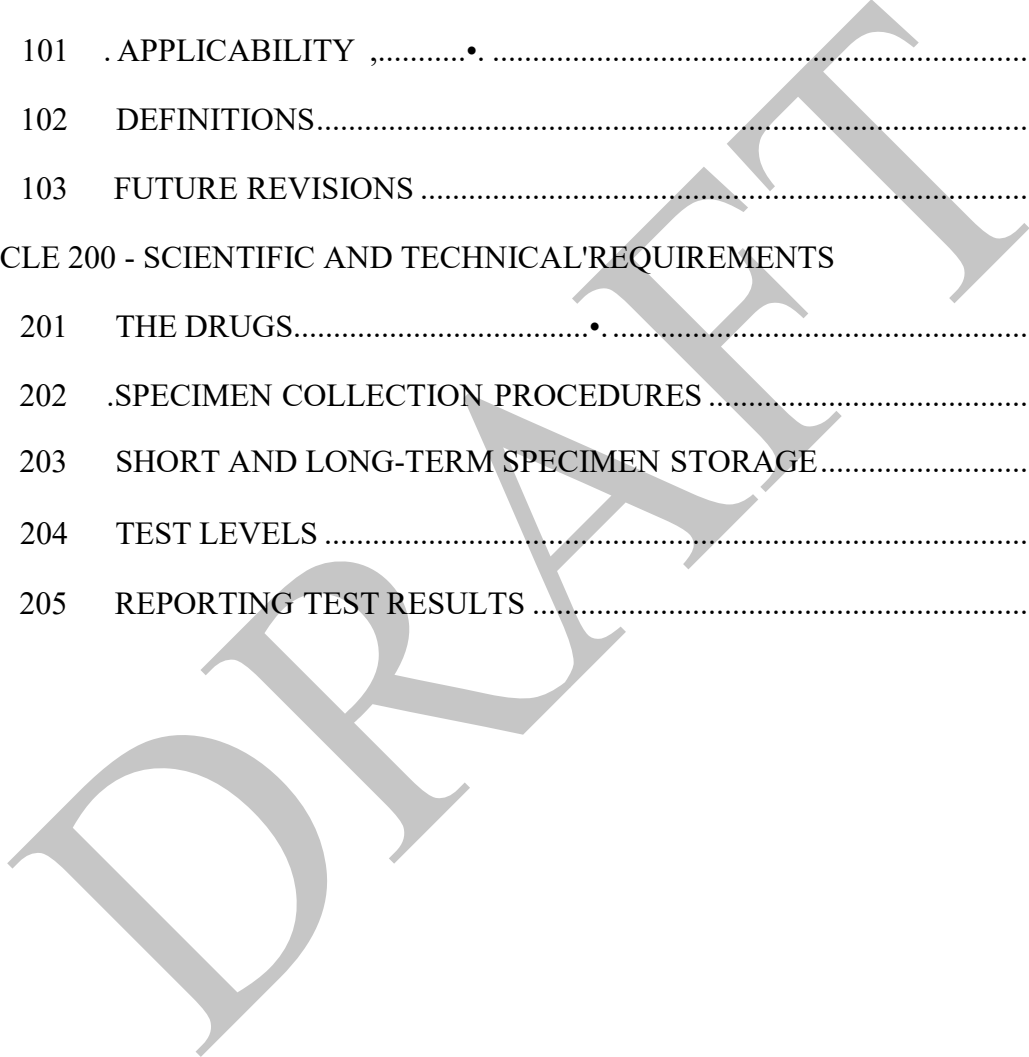 101 . APPLICABILITY ,...........•. ...................................................................
102 DEFINITIONS.........................................................................................
103 FUTURE REVISIONS ............................................................................
CLE 200 - SCIENTIFIC AND TECHNICAL'REQUIREMENTS
201 THE DRUGS.....................................•. ....................................................
202 .SPECIMEN COLLECTION PROCEDURES ........................................
203 SHORT AND LONG-TERM SPECIMEN STORAGE..........................
204 TEST LEVELS ........................................................................................
205 REPORTING TEST RESULTS ..............................................................
DRAFT